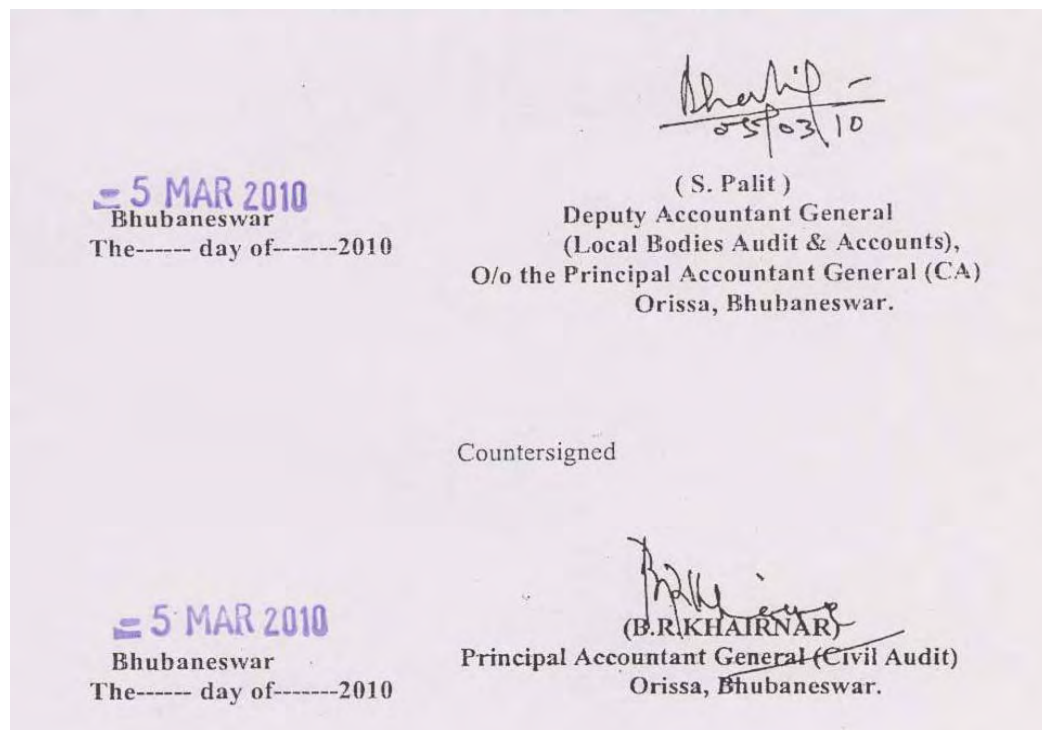 05/03/10
5 MAR 2010
Bhubaneswar
The------ day of-------2010
( S. Palit )
Deputy Accountant General
(Local Bodies Audit & Accounts),
O/o the Principal Accountant General (CA)
Orissa, Bhubaneswar.
Countersigned
5 MAR 2010
Bhubaneswar
The------ day of-------2010
(B.R.KHAIRNAR)
Principal Accountant General (Civil Audit)
Orissa, Bhubaneswar.